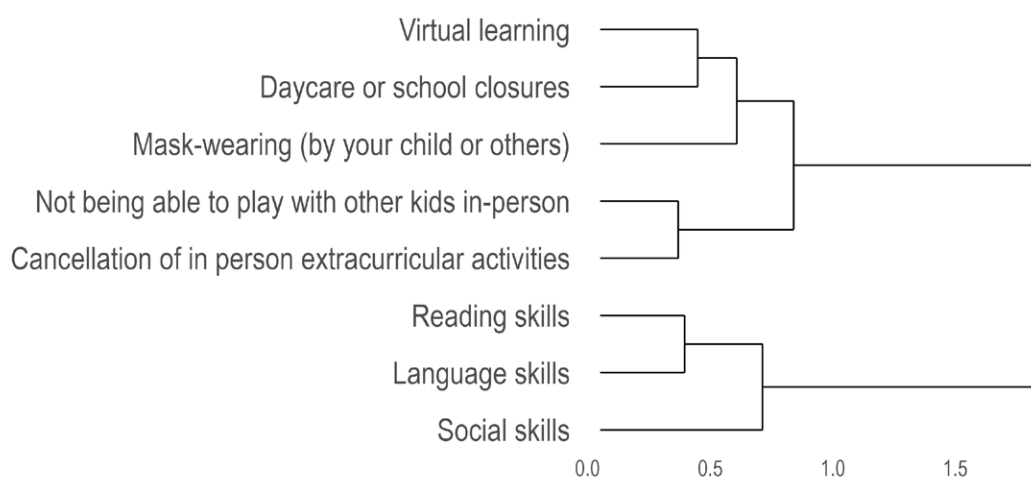 Virtual learning
Daycare or school closures
Mask-wearing (by your child or others)
Not being able to play with other kids in-person
Cancellation of in person extracurricular activities
Reading skills
Language skills
Social skills
0.0 0.5 1.0 1.5